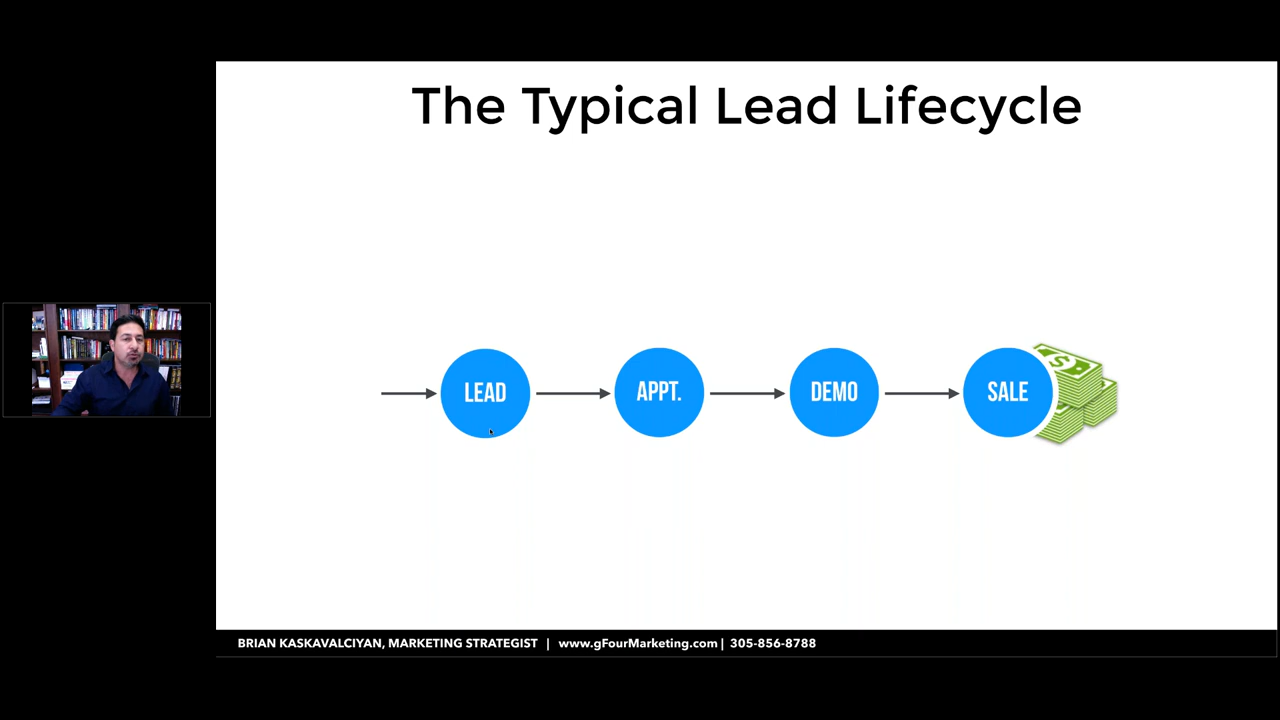 The Typical Lead Lifecycle
LEAD
APPT.
DEMO
SALE
BRIAN KASKAVALCIYAN, MARKETING STRATEGIST | www.gFourMarketing.com | 305-856-8788